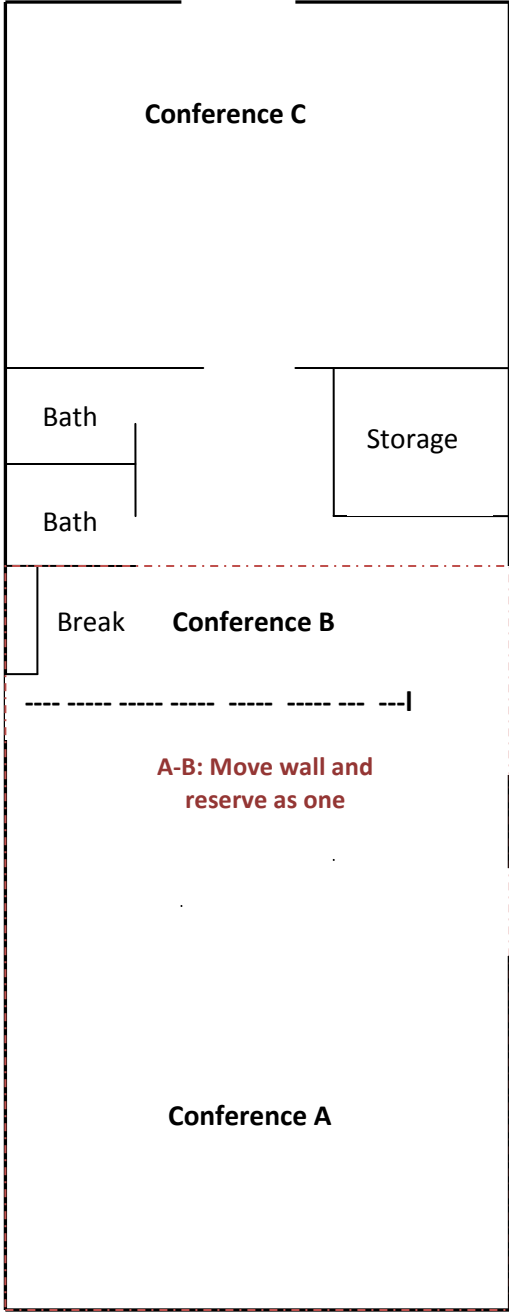 Conference C
Bath
Storage
Bath
Break
Conference B
A-B: Move wall and
reserve as one
Conference A